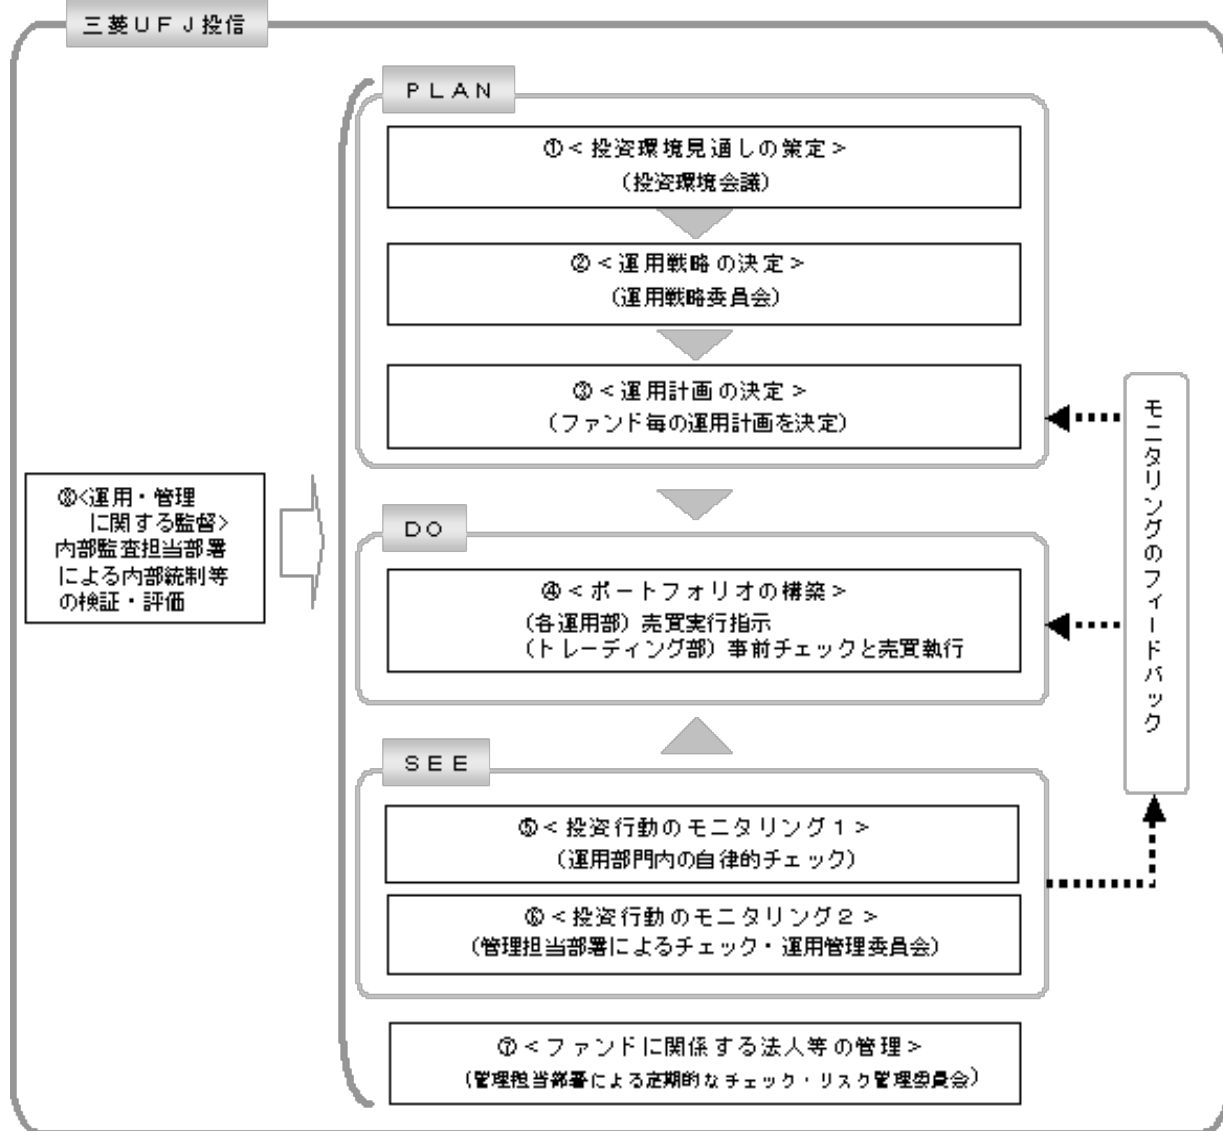 三菱ＵＦＪ投信
ＰＬＡＮ
①＜投資環境見通しの策定＞
（投資環境会議）
②＜運用戦略の決定＞
（運用戦略委員会）
③＜運用計画の決定＞
（ファンド毎の運用計画を決定）
⑧<運用・管理
に関する監督>
内部監査担当部署
による内部統制等
の検証・評価
ＤＯ
④＜ポートフォリオの構築＞
（各運用部）売買実行指示
（トレーディング部）事前チェックと売買執行
モニタリングのフィードバック
ＳＥＥ
⑤＜投資行動のモニタリング１＞
（運用部門内の自律的チェック）
⑥＜投資行動のモニタリング２＞
（管理担当部署によるチェック・運用管理委員会）
⑦＜ファンドに関係する法人等の管理＞
（管理担当部署による定期的なチェック・リスク管理委員会）